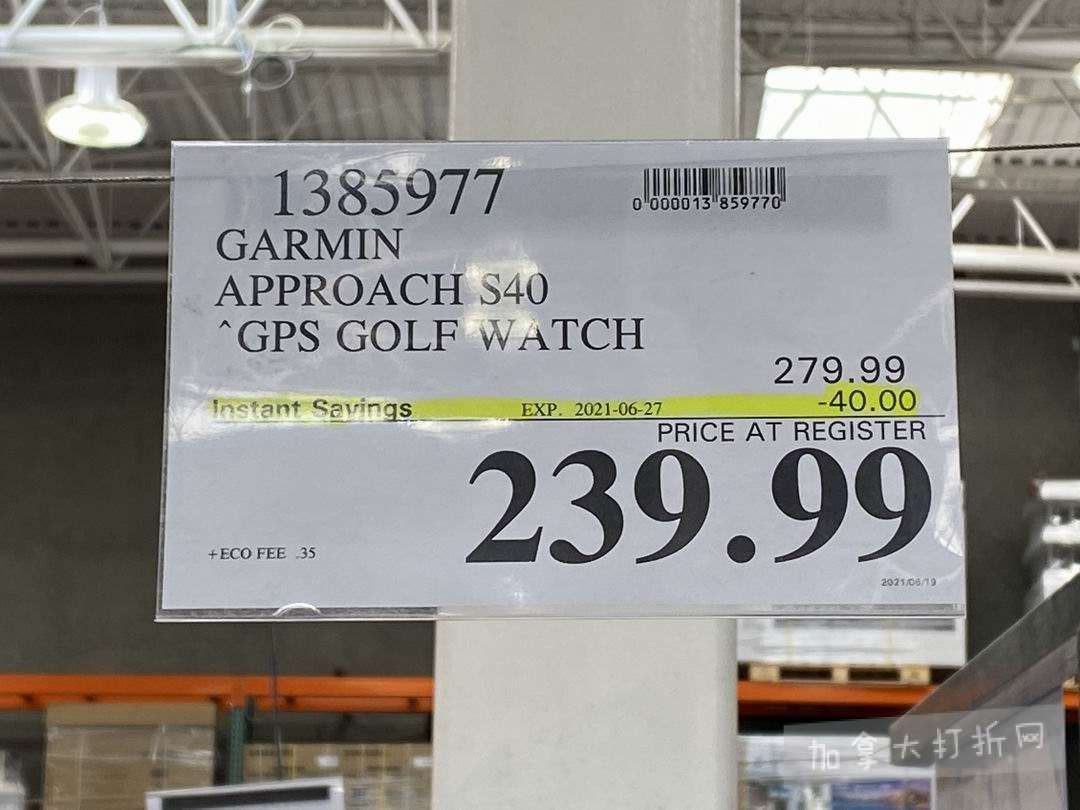 1385977
0 000013 859770
GARMIN
APPROACH S40
^GPS GOLF WATCH
279.99
Instant Savings EXP. 2021-06-27 -40.00
PRICE AT REGISTER
239.99
+ECO FEE .35
2021/06/19
加拿大打折网